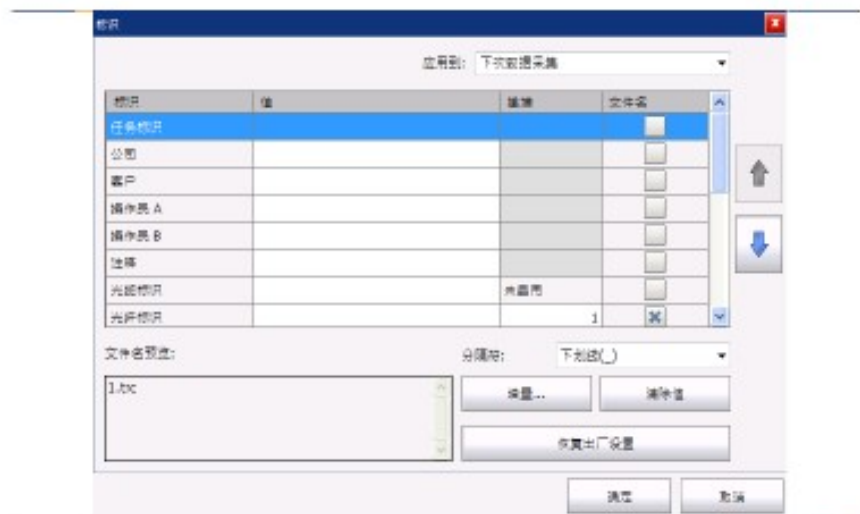 标识
应用到: 下次数据采集
标识 值 增量 文件名
任务标识
公司
客户
操作员 A
操作员 B
注释
光缆标识 未启用
光纤标识 1
文件名预览: 分隔符: 下划线(_)
增量... 清除值
恢复出厂设置
确定 取消